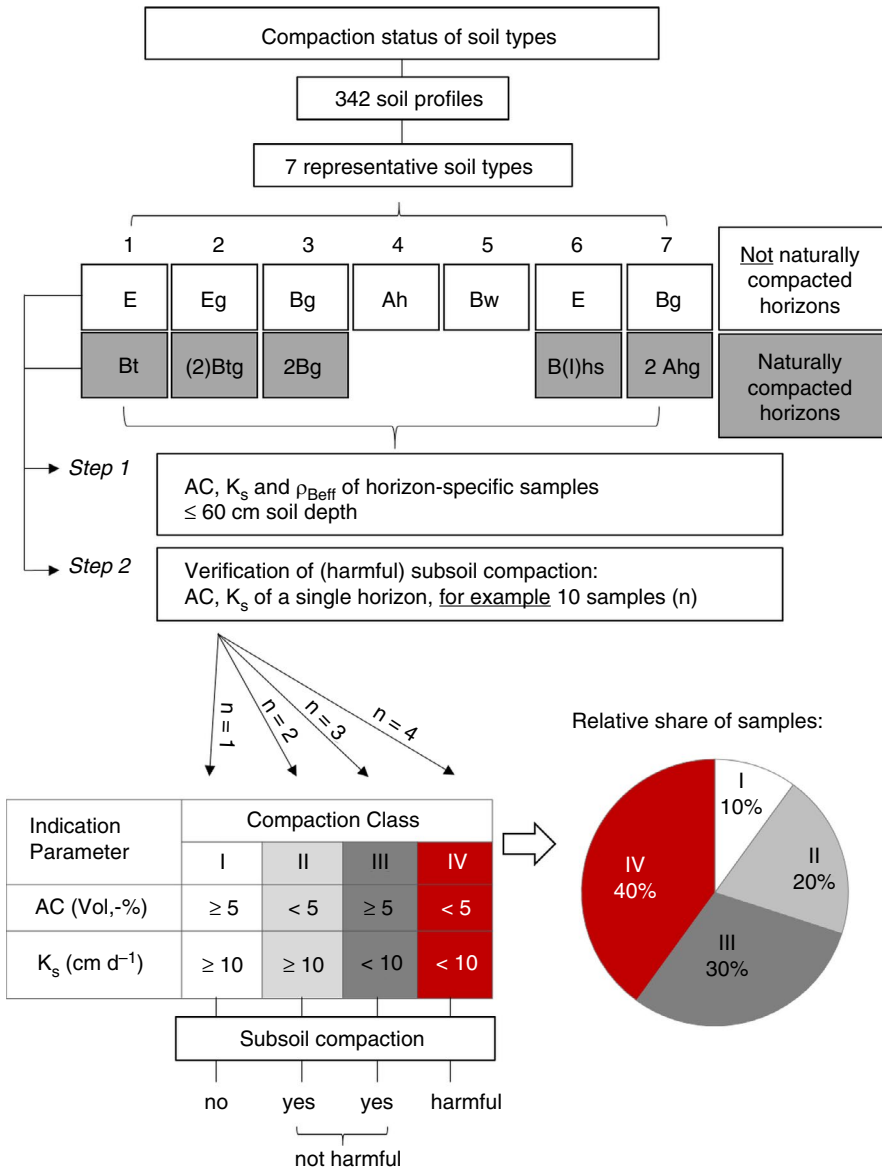 Compaction status of soil types
342 soil profiles
7 representative soil types
1 2 3 4 5 6 7
E Eg Bg Ah Bw E Bg
Not naturally
compacted
horizons
Bt (2)Btg 2Bg B(I)hs 2 Ahg
Naturally
compacted
horizons
Step 1
AC, Ks and ρBeff of horizon-specific samples
≤ 60 cm soil depth
Step 2
Verification of (harmful) subsoil compaction:
AC, Ks of a single horizon, for example 10 samples (n)
n = 1
n = 2
n = 3
n = 4
Indication
Parameter
Compaction Class
I II III IV
AC (Vol,-%) ≥ 5 < 5 ≥ 5 < 5
Ks (cm d–1) ≥ 10 ≥ 10 < 10 < 10
Subsoil compaction
no yes yes harmful
not harmful
Relative share of samples:
I
10%
II
20%
III
30%
IV
40%